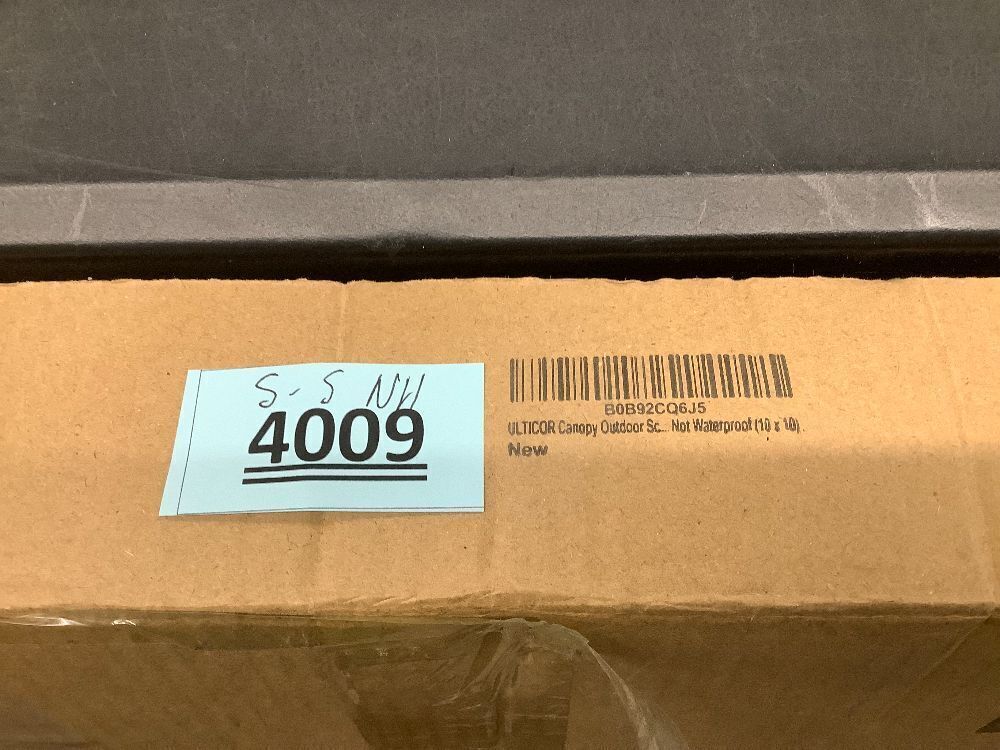 S-S NH
4009
B0B92CQ6J5
ULTICOR Canopy Outdoor Sc... Not Waterproof (10 x 10)
New